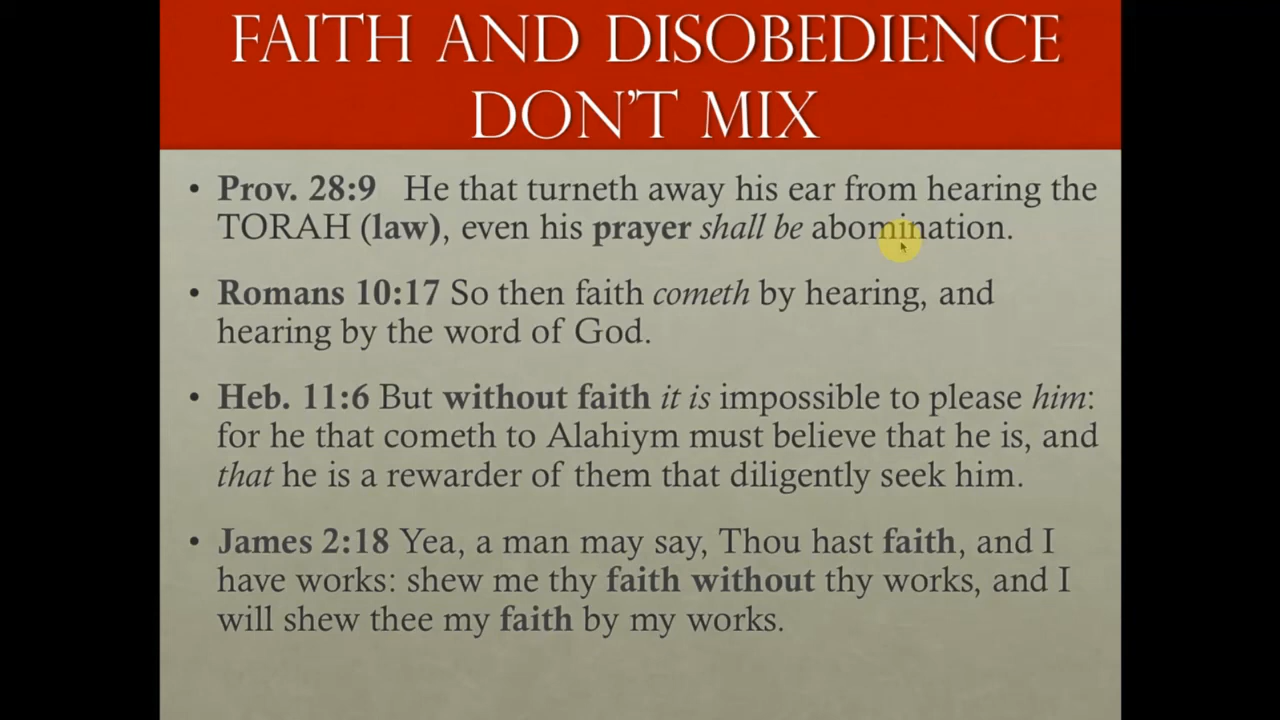 FAITH AND DISOBEDIENCE
DON'T MIX
• Prov. 28:9 He that turneth away his ear from hearing the
TORAH (law), even his prayer shall be abomination.
• Romans 10:17 So then faith cometh by hearing, and
hearing by the word of God.
• Heb. 11:6 But without faith it is impossible to please him:
for he that cometh to Alahiym must believe that he is, and
that he is a rewarder of them that diligently seek him.
• James 2:18 Yea, a man may say, Thou hast faith, and I
have works: shew me thy faith without thy works, and I
will shew thee my faith by my works.